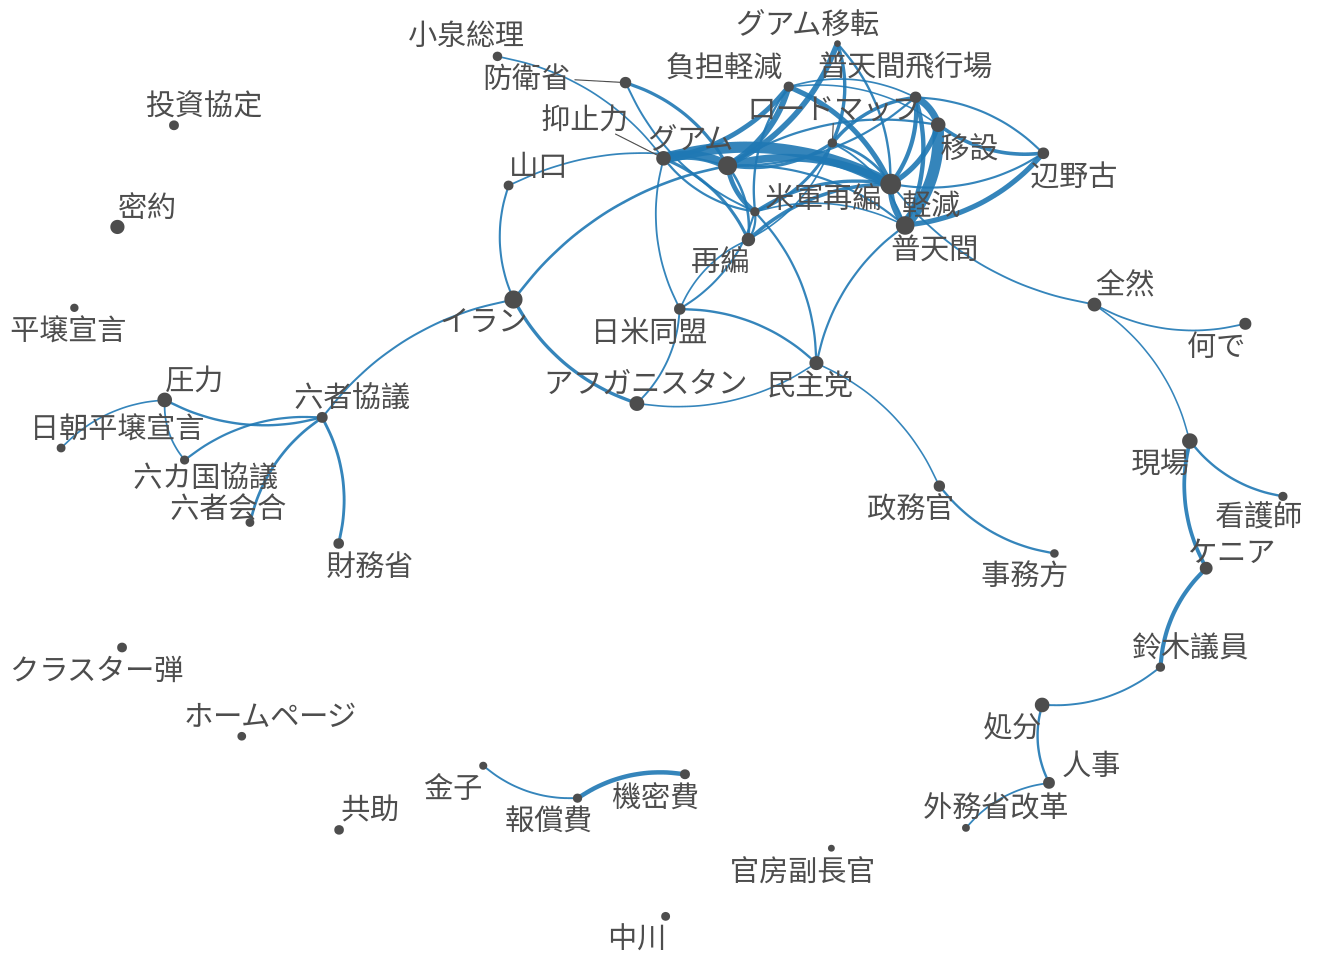 グアム移転
小泉総理
防衛省
負担軽減
普天間飛行場
投資協定
抑止力
ロードマップ
グアム
移設
山口
辺野古
米軍再編
軽減
密約
再編
普天間
全然
平壌宣言
イラン
日米同盟
何で
圧力
六者協議
アフガニスタン
民主党
日朝平壌宣言
六カ国協議
現場
六者会合
政務官
看護師
財務省
ケニア
事務方
クラスター弾
鈴木議員
ホームページ
処分
金子
機密費
人事
共助
報償費
外務省改革
官房副長官
中川